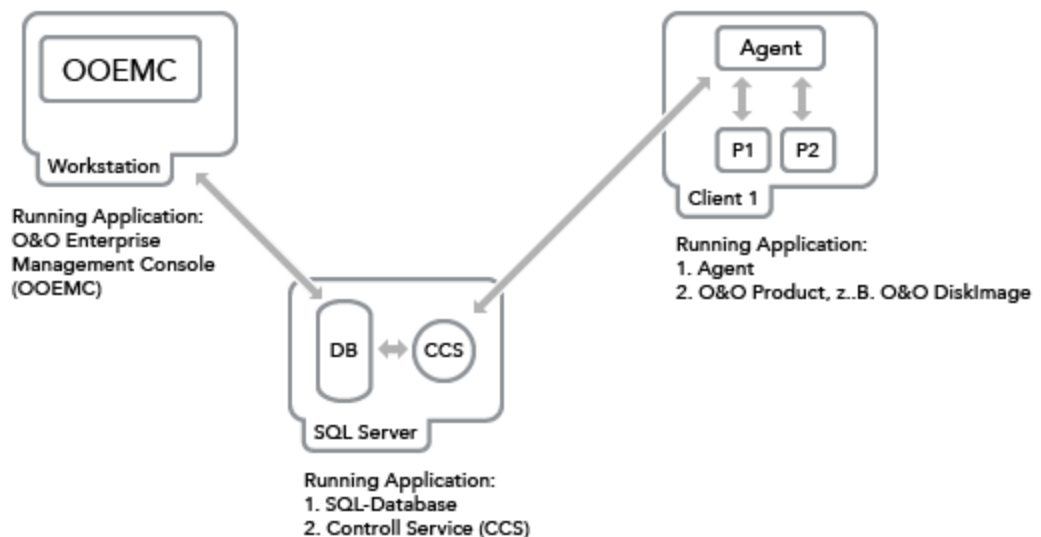 OOEMC
Workstation
Running Application:
O&O Enterprise
Management Console
(OOEMC)
Agent
P1 P2
Client 1
Running Application:
1. Agent
2. O&O Product, z..B. O&O DiskImage
DB CCS
SQL Server
Running Application:
1. SQL-Database
2. Controll Service (CCS)